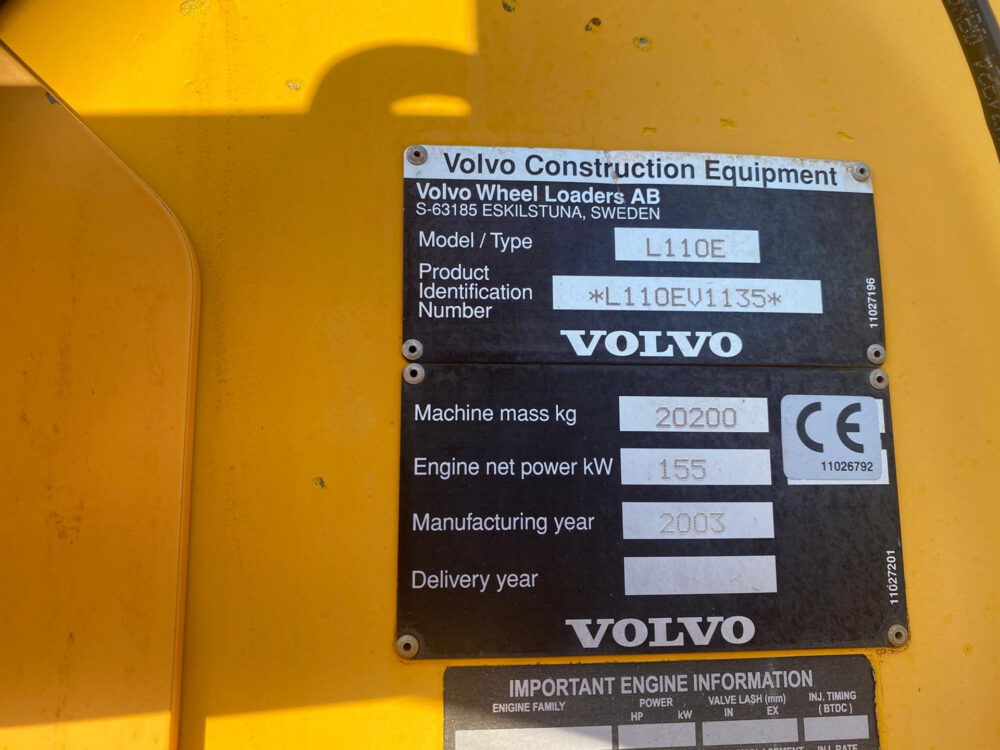 Volvo Construction Equipment
Volvo Wheel Loaders AB
S-63185 ESKILSTUNA, SWEDEN
Model / Type L110E
Product
Identification *L110EV1135*
Number
11027196
VOLVO
Machine mass kg 20200
CE
11026792
Engine net power kW 155
Manufacturing year 2003
Delivery year
11027201
VOLVO
IMPORTANT ENGINE INFORMATION
ENGINE FAMILY POWER VALVE LASH (mm) INJ. TIMING
HP kW IN EX (BTDC)
INJ. RATE